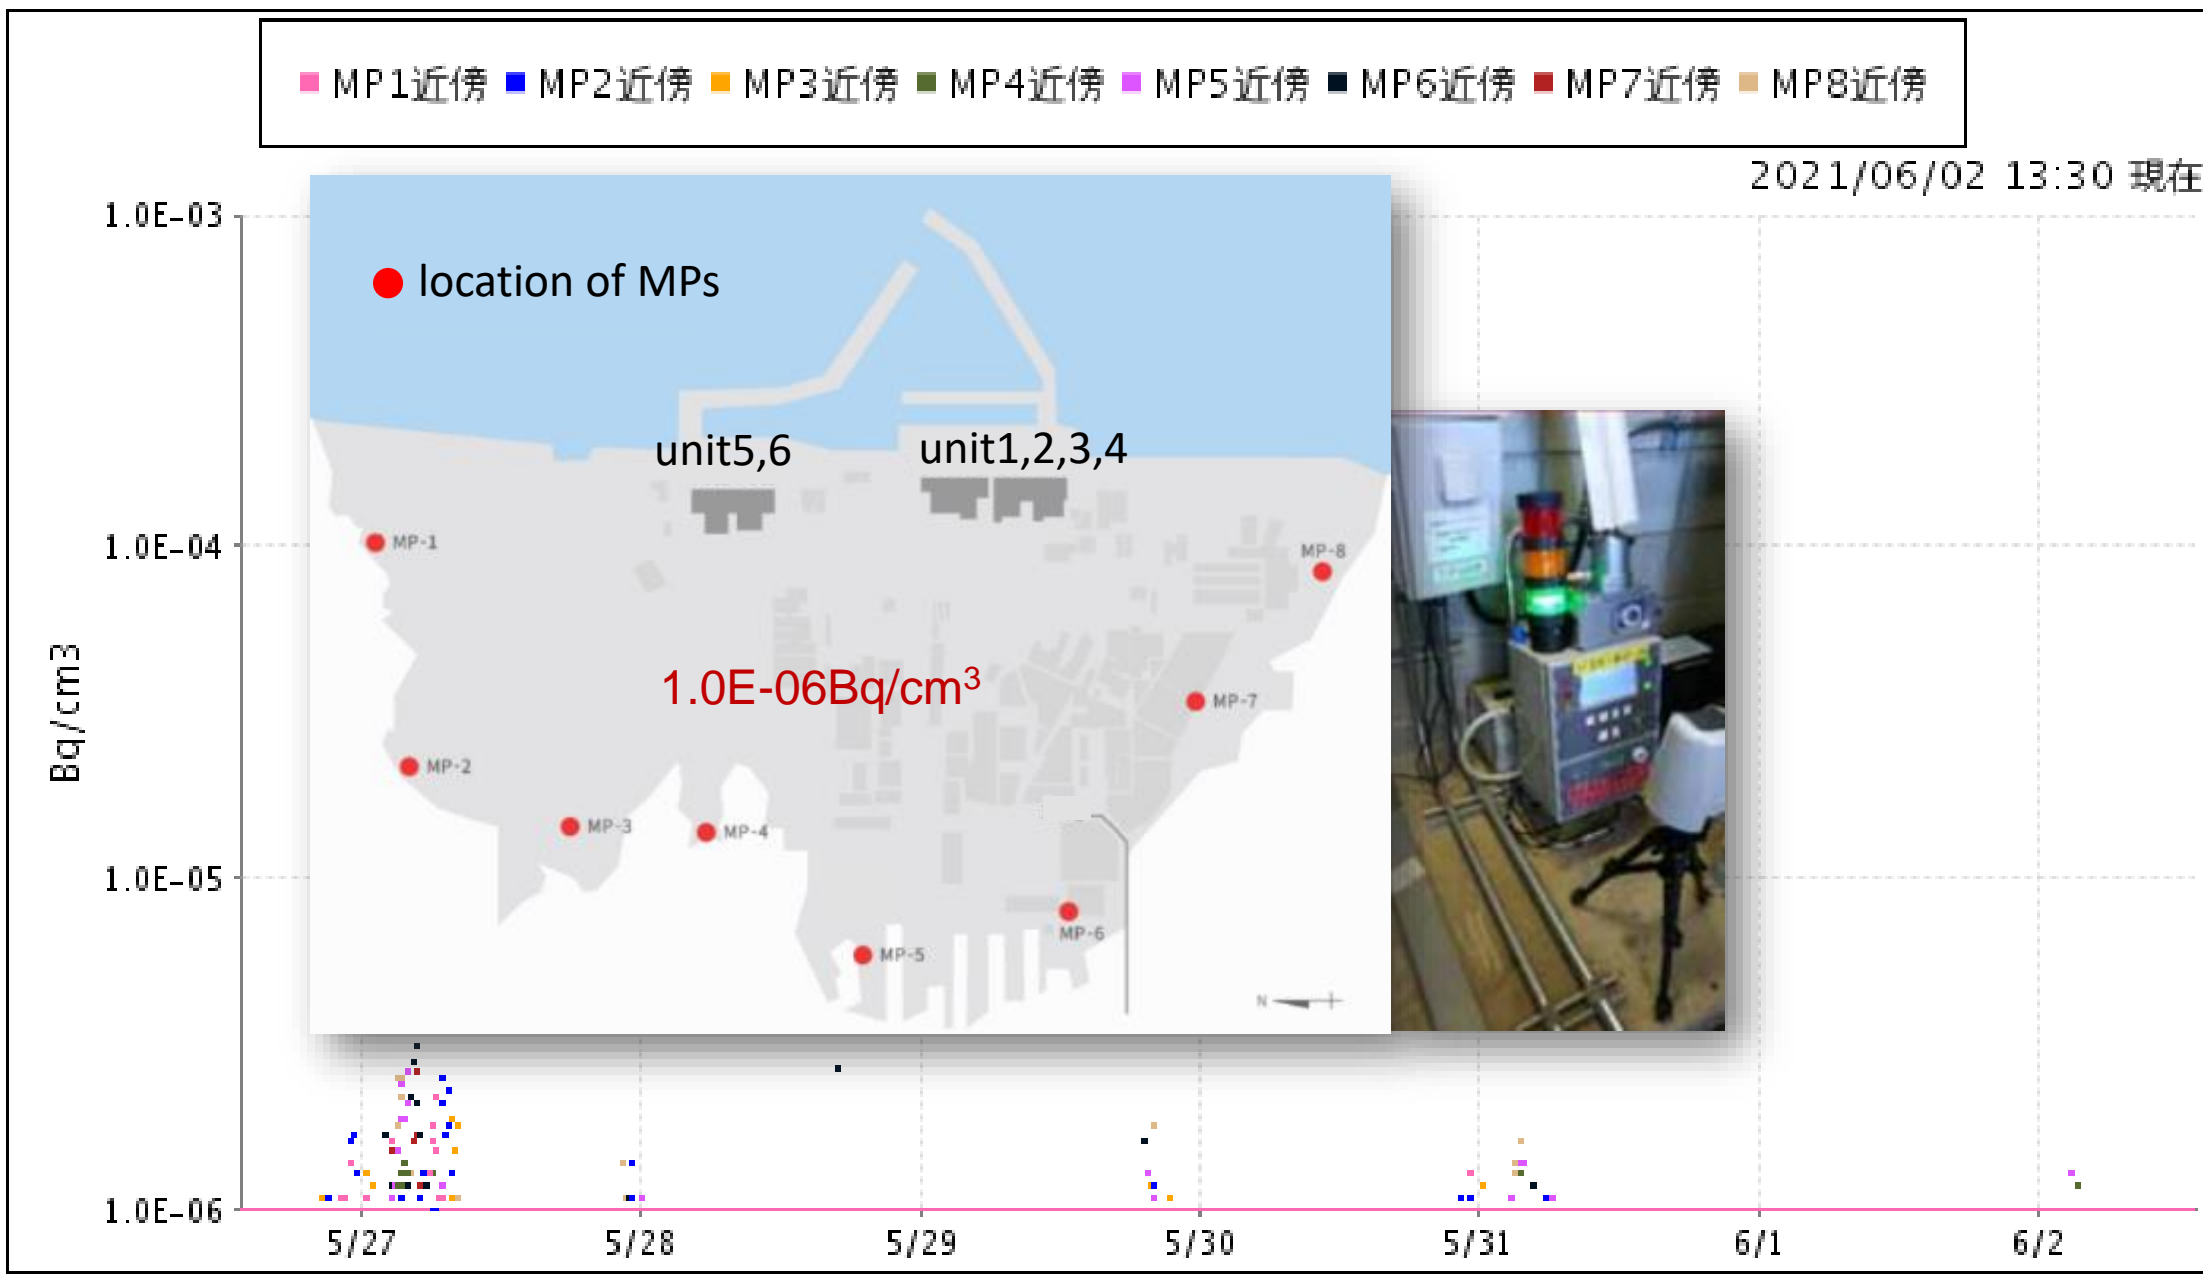 MP1近傍 MP2近傍 MP3近傍 MP4近傍 MP5近傍 MP6近傍 MP7近傍 MP8近傍
2021/06/02 13:30 現在
1.0E-03
1.0E-04
1.0E-05
1.0E-06
Bq/cm3
location of MPs
unit5,6
unit1,2,3,4
MP-1
MP-8
1.0E-06Bq/cm³
MP-7
MP-2
MP-3
MP-4
MP-6
MP-5
N
5/27 5/28 5/29 5/30 5/31 6/1 6/2